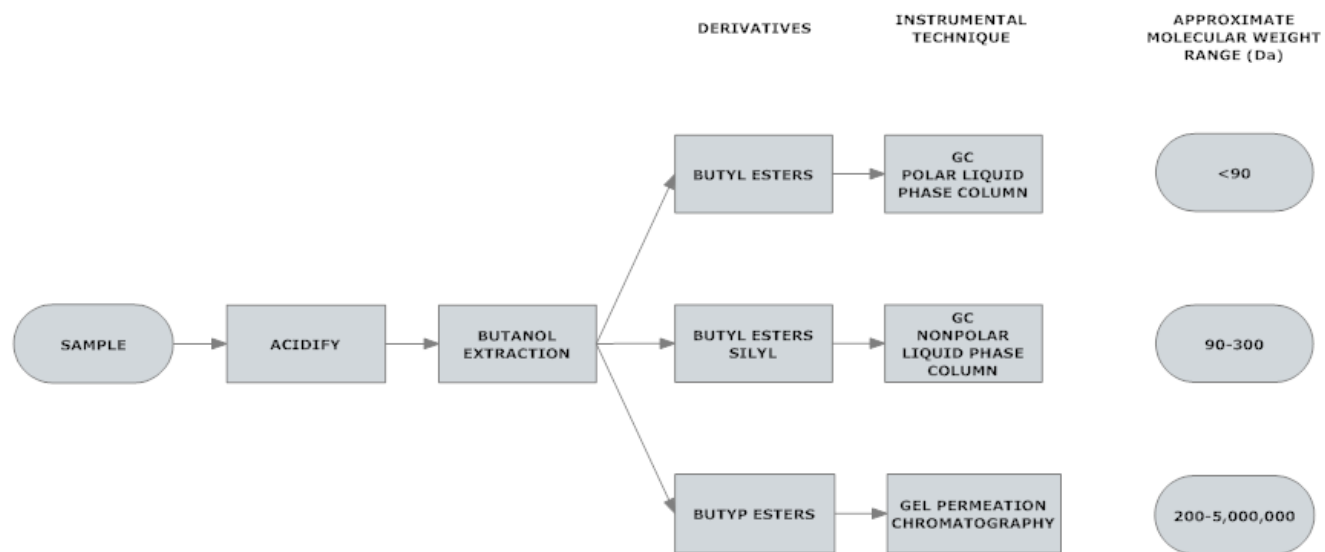 DERIVATIVES
INSTRUMENTAL
TECHNIQUE
APPROXIMATE
MOLECULAR WEIGHT
RANGE (Da)
BUTYL ESTERS
GC
POLAR LIQUID
PHASE COLUMN
<90
SAMPLE
ACIDIFY
BUTANOL
EXTRACTION
BUTYL ESTERS
SILYL
GC
NONPOLAR
LIQUID PHASE
COLUMN
90-300
BUTYP ESTERS
GEL PERMEATION
CHROMATOGRAPHY
200-5,000,000